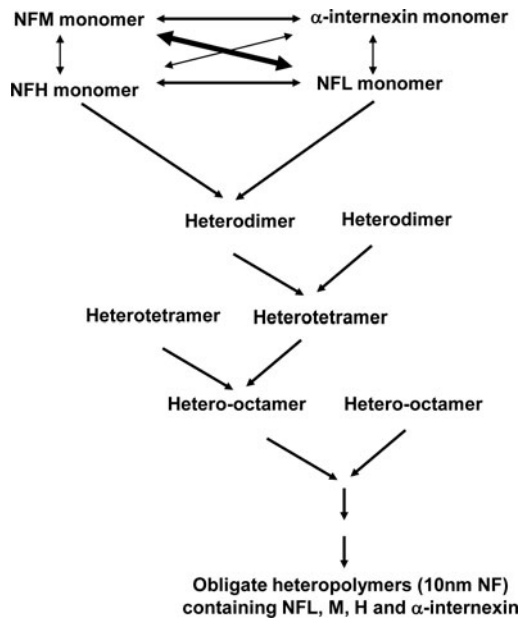 NFM monomer
α-internexin monomer
NFH monomer
NFL monomer
Heterodimer
Heterodimer
Heterotetramer
Heterotetramer
Hetero-octamer
Hetero-octamer
Obligate heteropolymers (10nm NF)
containing NFL, M, H and α-internexin